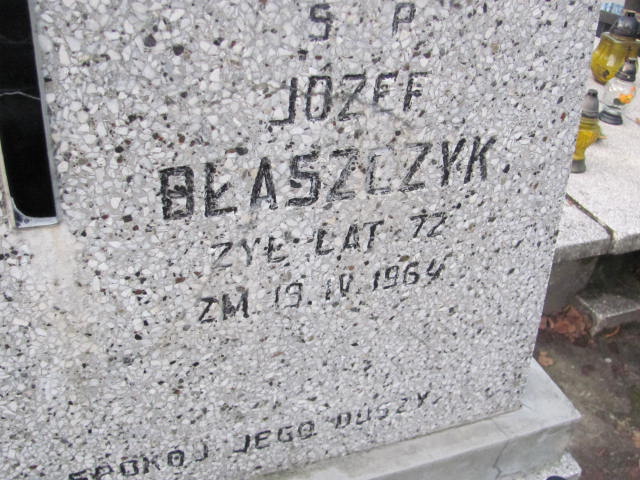 S P
JÓZEF
BŁASZCZYK
ŻYŁ LAT 72
ZM. 19. IV. 1964
SPOKÓJ JEGO DUSZY